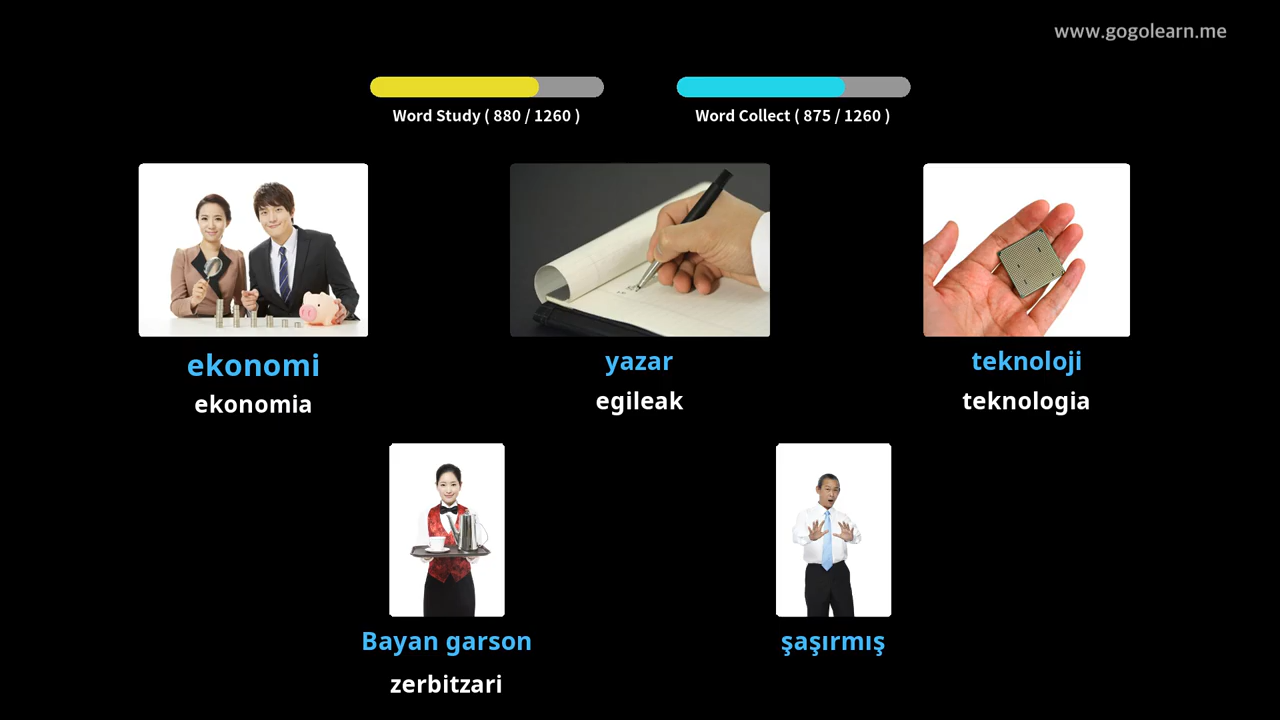 www.gogolearn.me
Word Study ( 880 / 1260 )
Word Collect ( 875 / 1260 )
ekonomi
ekonomia
yazar
egileak
teknoloji
teknologia
Bayan garson
zerbitzari
şaşırmış